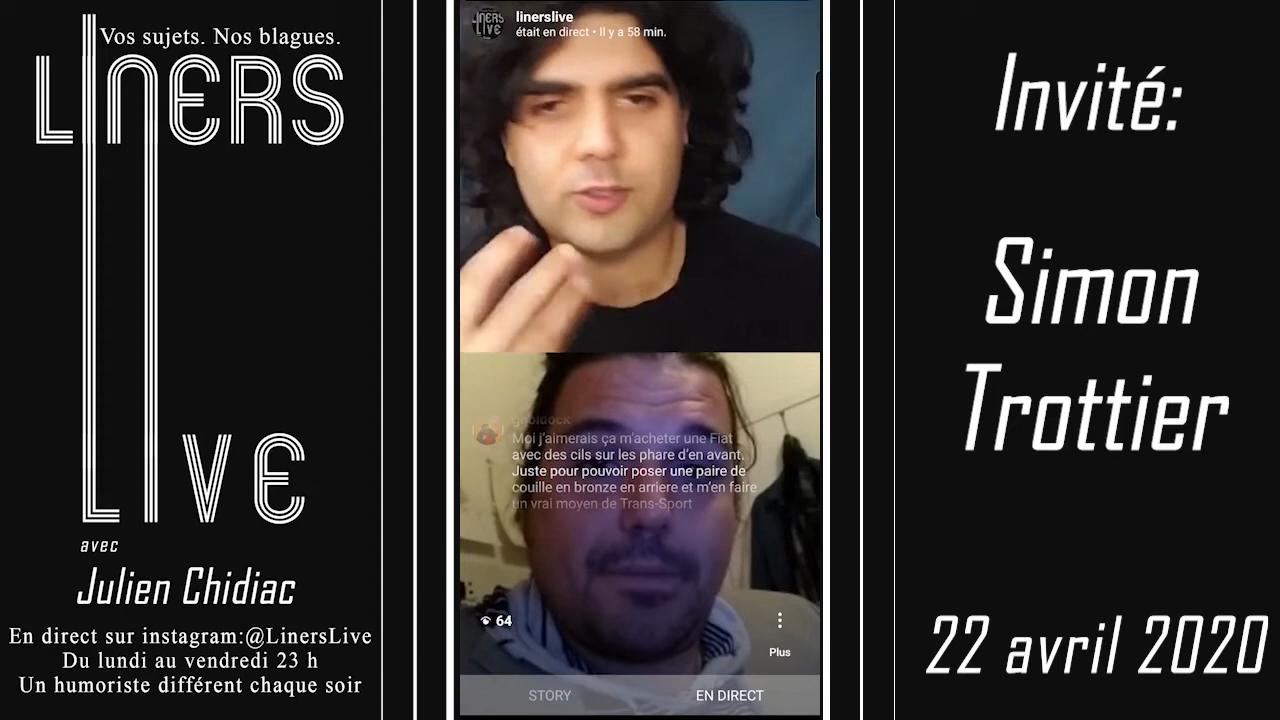 Vos sujets. Nos blagues.
LINERS
LIVE
avec
Julien Chidiac
En direct sur instagram:@LinersLive
Du lundi au vendredi 23 h
Un humoriste différent chaque soir
LINERS
LIVE
linerslive
était en direct • Il y a 58 min.
Moi j'aimerais ça m'acheter une Fiat
avec des cils sur les phare d'en avant.
Juste pour pouvoir poser une paire de
couille en bronze en arriere et m'en faire
un vrai moyen de Trans-Sport
64
Plus
STORY
EN DIRECT
Invité:
Simon
Trottier
22 avril 2020